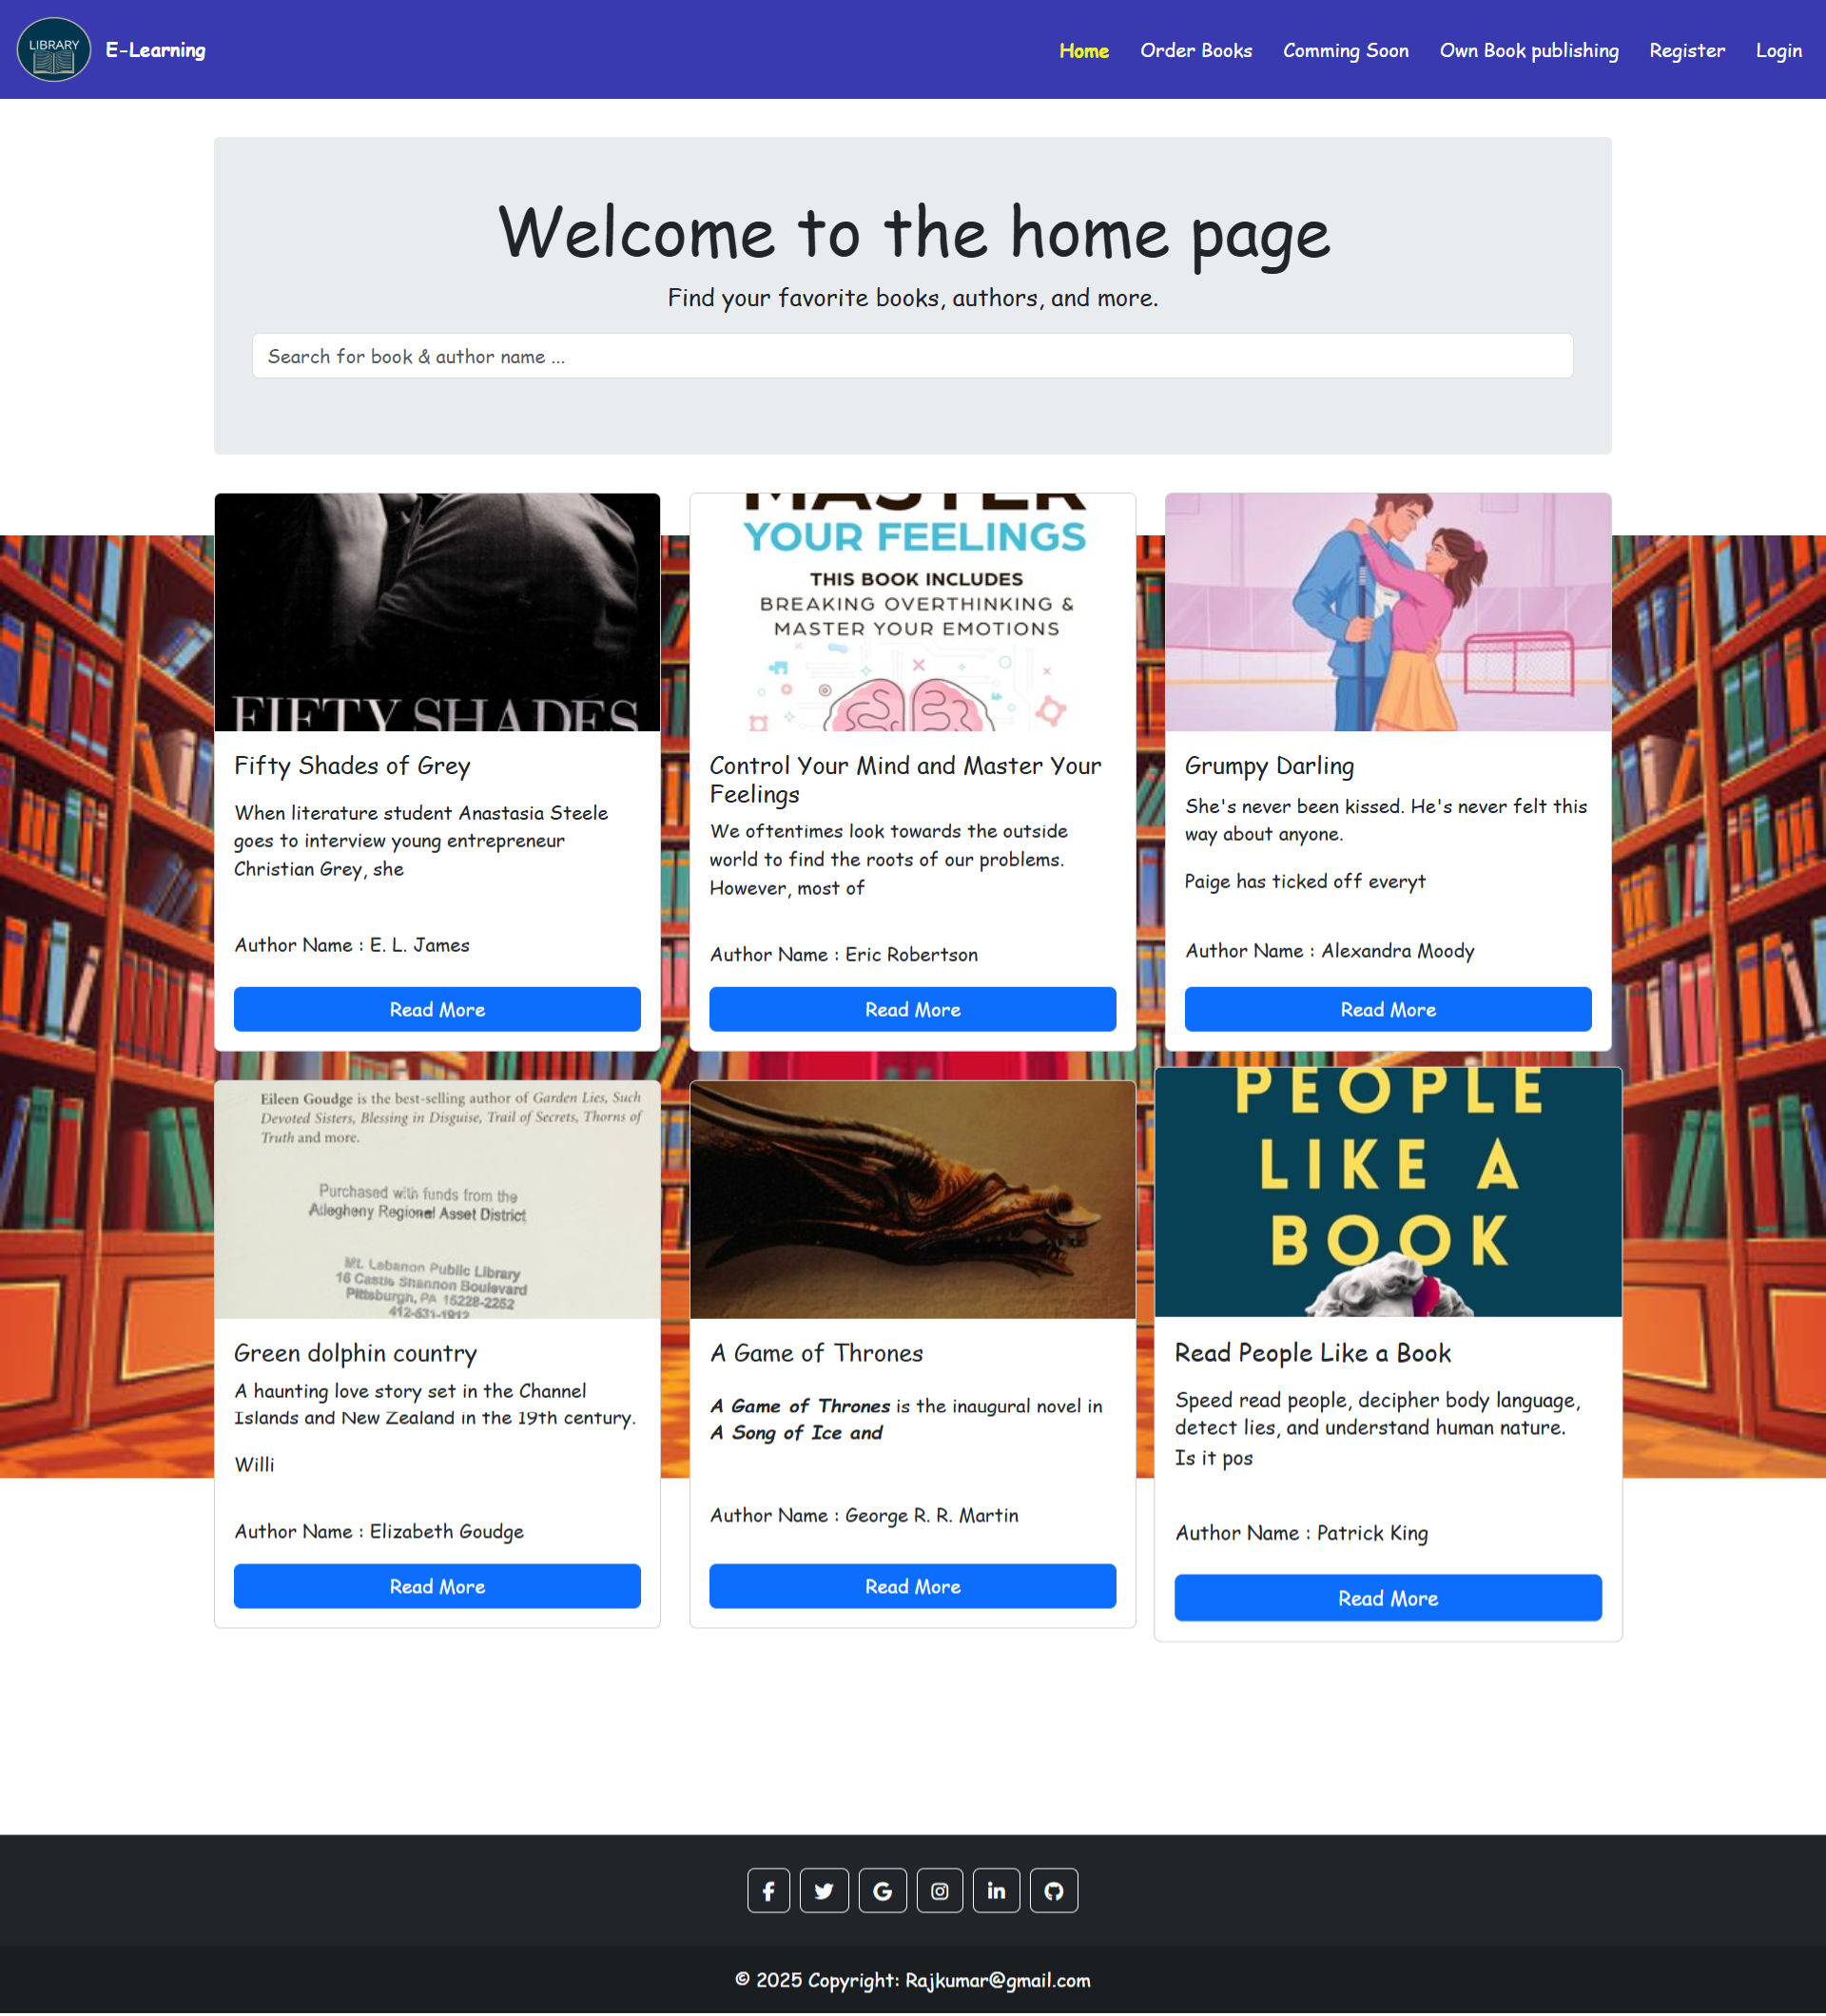 LIBRARY
E-Learning
Home
Order Books
Comming Soon
Own Book publishing
Register
Login
Welcome to the home page
Find your favorite books, authors, and more.
Search for book & author name ...
FIFTY SHADES
Fifty Shades of Grey
When literature student Anastasia Steele
goes to interview young entrepreneur
Christian Grey, she
Author Name : E. L. James
Read More
MASTER
YOUR FEELINGS
THIS BOOK INCLUDES
BREAKING OVERTHINKING &
MASTER YOUR EMOTIONS
Control Your Mind and Master Your
Feelings
We oftentimes look towards the outside
world to find the roots of our problems.
However, most of
Author Name : Eric Robertson
Read More
Grumpy Darling
She's never been kissed. He's never felt this
way about anyone.
Paige has ticked off everyt
Author Name : Alexandra Moody
Read More
Eileen Goudge is the best-selling author of Garden Lies, Such
Devoted Sisters, Blessing in Disguise, Trail of Secrets, Thorns of
Truth and more.
Purchased with funds from the
Allegheny Regional Asset District
Mt. Lebanon Public Library
16 Castle Shannon Boulevard
Pittsburgh, PA 15228-2252
412-531-1912
Green dolphin country
A haunting love story set in the Channel
Islands and New Zealand in the 19th century.
Willi
Author Name : Elizabeth Goudge
Read More
A Game of Thrones
A Game of Thrones is the inaugural novel in
A Song of Ice and
Author Name : George R. R. Martin
Read More
PEOPLE
LIKE A
BOOK
Read People Like a Book
Speed read people, decipher body language,
detect lies, and understand human nature.
Is it pos
Author Name : Patrick King
Read More
© 2025 Copyright: Rajkumar@gmail.com